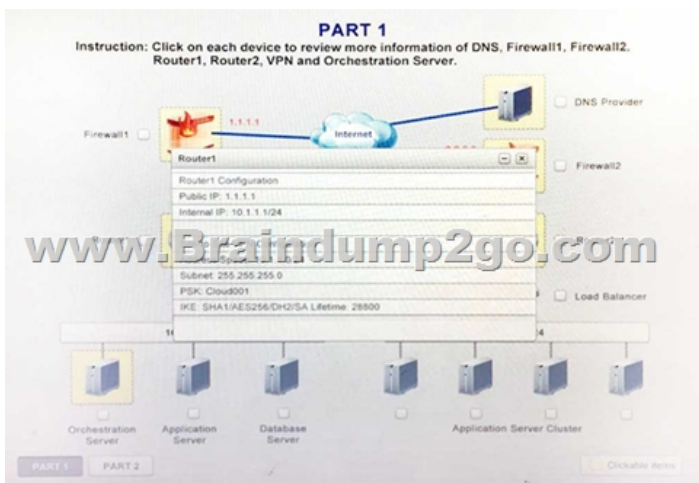 PART 1
Instruction: Click on each device to review more information of DNS, Firewall1, Firewall2,
Router1, Router2, VPN and Orchestration Server.
DNS Provider
Firewall1
1.1.1.1
Internet
Firewall2
Router1
Router1 Configuration
Public IP: 1.1.1.1
Internal IP: 10.1.1.1/24
www.Braindump2go.com
Subnet: 255.255.255.0
PSK: Cloud001
IKE: SHA1/AES256/DH2/SA Lifetime: 28800
Load Balancer
Orchestration
Server
Application
Server
Database
Server
Application Server Cluster
PART 1
PART 2
Clickable items